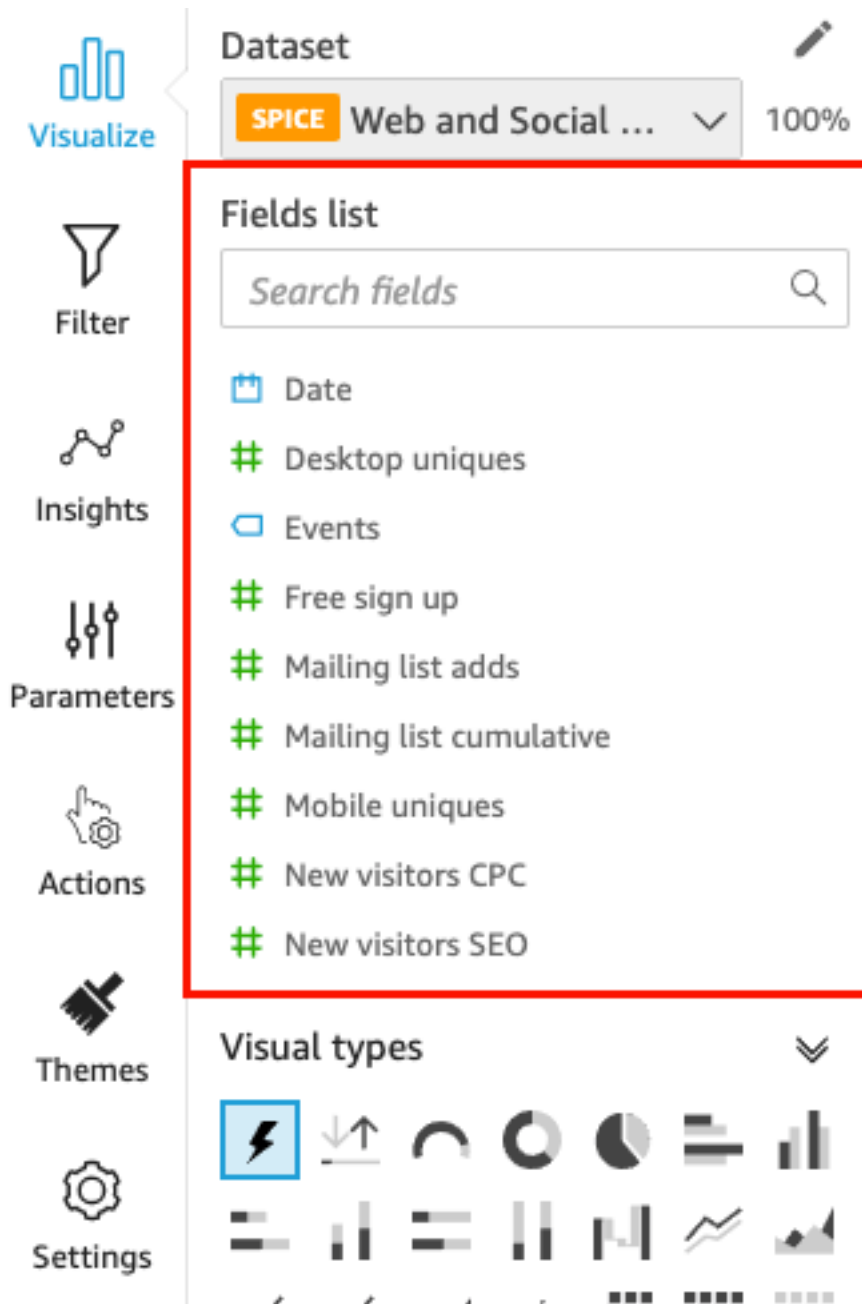 Visualize
Filter
Insights
Parameters
Actions
Themes
Settings
Dataset
SPICE Web and Social ... 100%
Fields list
Search fields
Date
Desktop uniques
Events
Free sign up
Mailing list adds
Mailing list cumulative
Mobile uniques
New visitors CPC
New visitors SEO
Visual types